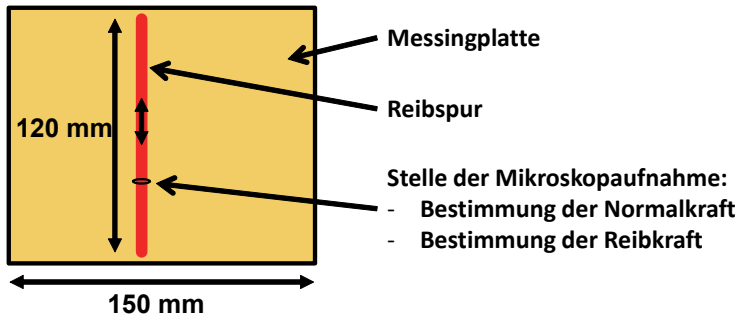 Messingplatte
Reibspur
120 mm
Stelle der Mikroskopaufnahme:
- Bestimmung der Normalkraft
- Bestimmung der Reibkraft
150 mm